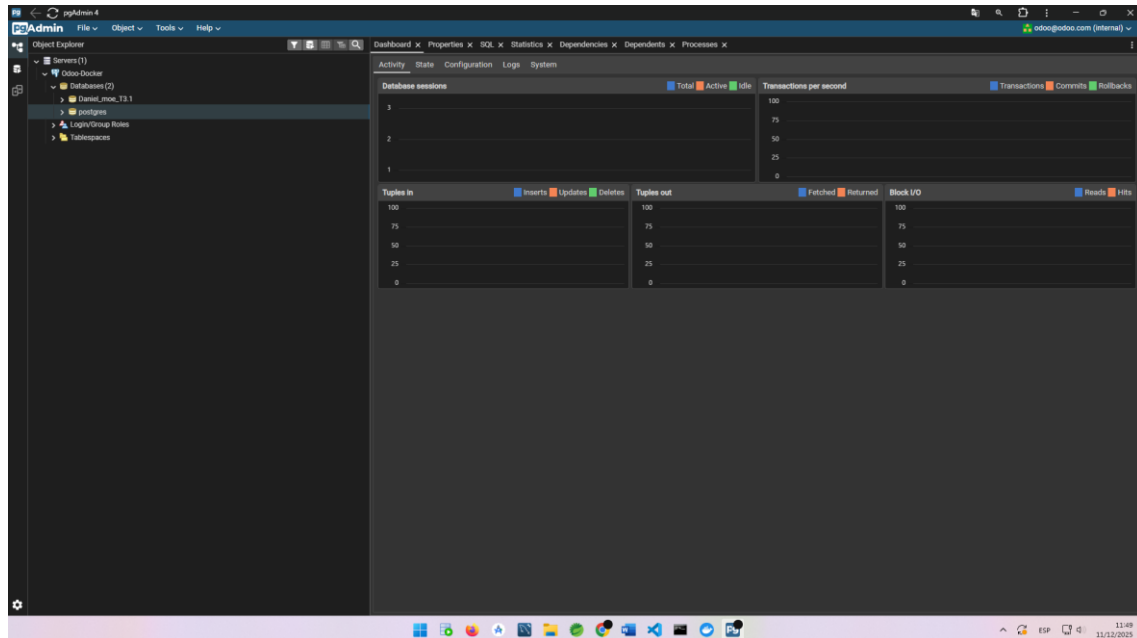 pgAdmin 4
pgAdmin File Object Tools Help odoo@odoo.com (internal)
Object Explorer
Servers (1)
Odoo-Docker
Databases (2)
Daniel_moe_T3.1
postgres
Login/Group Roles
Tablespaces
Dashboard Properties SQL Statistics Dependencies Dependents Processes
Activity State Configuration Logs System
Database sessions Total Active Idle
3
2
1
Transactions per second Transactions Commits Rollbacks
100
75
50
25
0
Tuples in Inserts Updates Deletes
100
75
50
25
0
Tuples out Fetched Returned
100
75
50
25
0
Block I/O Reads Hits
100
75
50
25
0
ESP
11:49